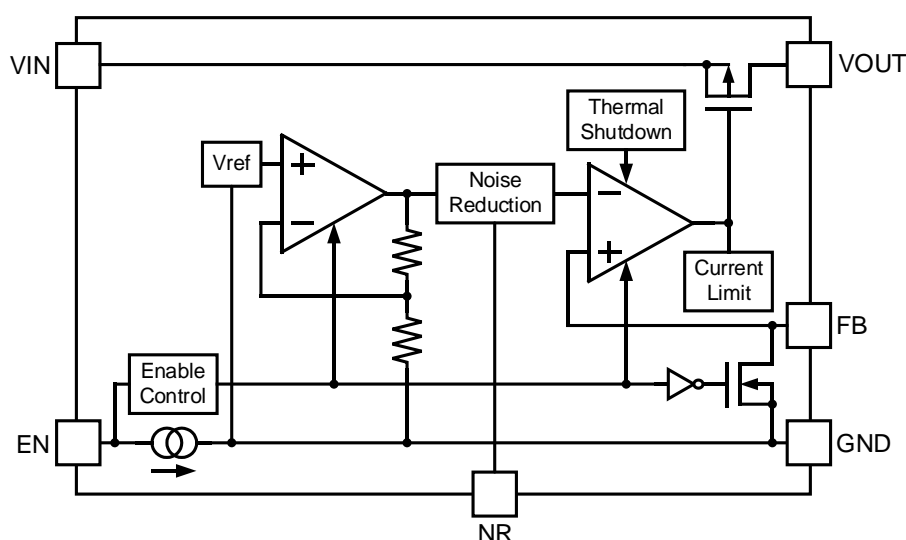 VIN
VOUT
Thermal
Shutdown
Vref
+
−
Noise
Reduction
−
+
Current
Limit
FB
Enable
Control
EN
GND
NR